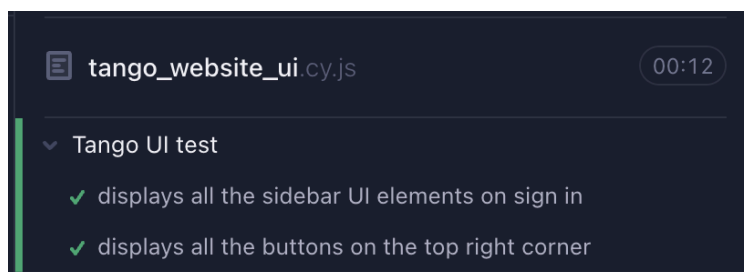 tango_website_ui.cy.js 00:12
Tango UI test
displays all the sidebar UI elements on sign in
displays all the buttons on the top right corner